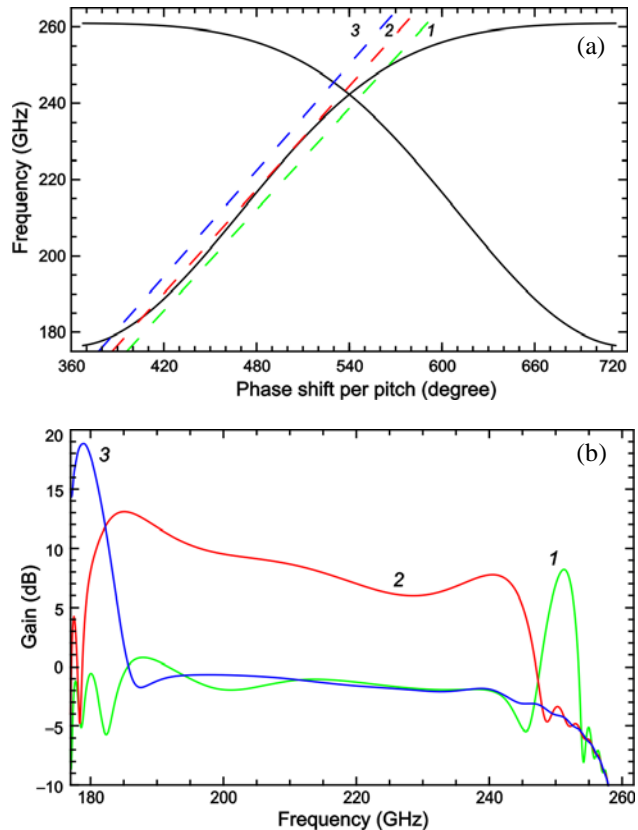 260
240
220
200
180
Frequency (GHz)
3 2 1
(a)
360 420 480 540 600 660 720
Phase shift per pitch (degree)
20
15
10
5
0
−5
−10
Gain (dB)
3
2
1
(b)
180 200 220 240 260
Frequency (GHz)